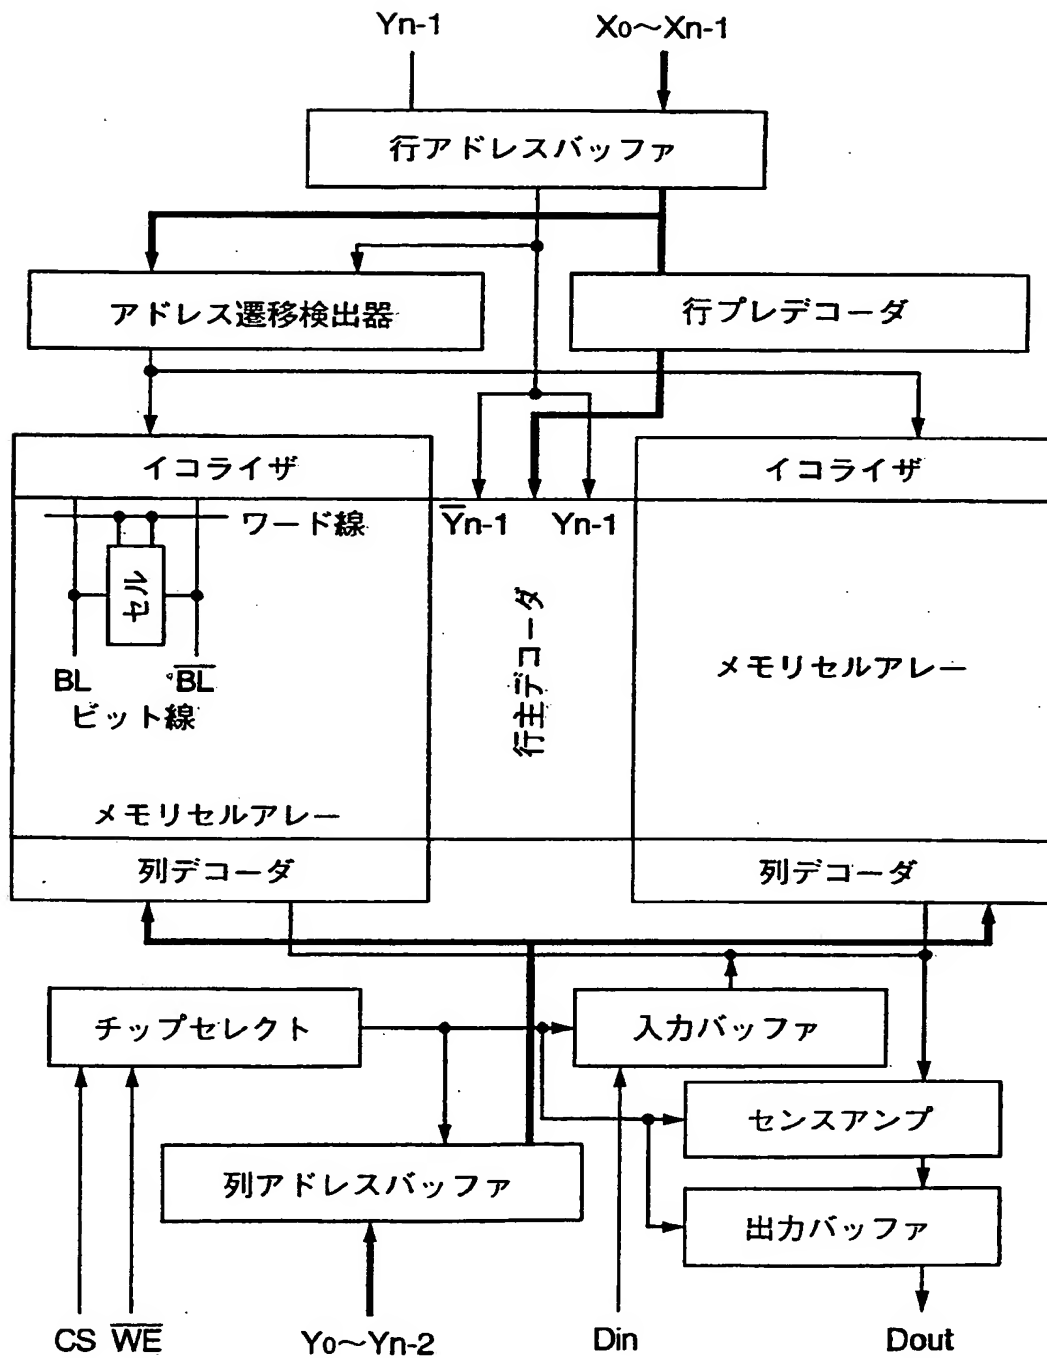 Yn-1
X0～Xn-1
行アドレスバッファ
アドレス遷移検出器
行プレデコーダ
イコライザ
イコライザ
ワード線
Y̅n-1
Yn-1
セル
BL
B̅L̅
ビット線
行主デコーダ
メモリセルアレー
メモリセルアレー
列デコーダ
列デコーダ
チップセレクト
入力バッファ
センスアンプ
列アドレスバッファ
出力バッファ
CS
W̅E̅
Y0～Yn-2
Din
Dout